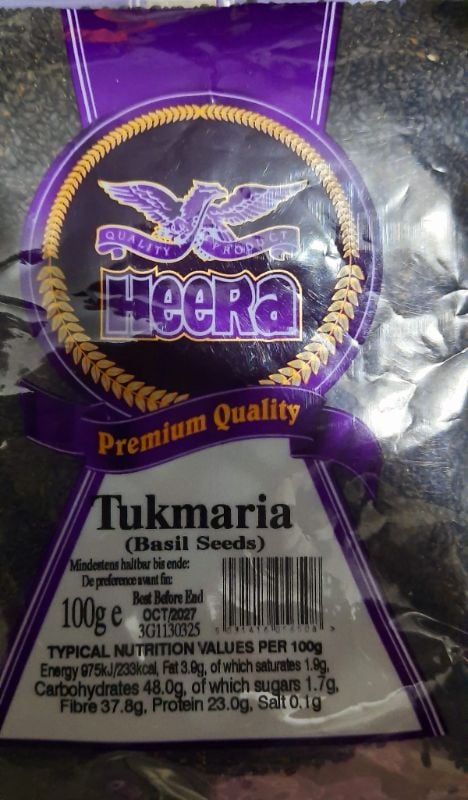 QUALITY PRODUCT
HEERA
Premium Quality
Tukmaria
(Basil Seeds)
Mindestens haltbar bis ende:
De preference avant fin:
100g e
Best Before End
OCT/2027
3G1130325
TYPICAL NUTRITION VALUES PER 100g
Energy 975kJ/233kcal, Fat 3.9g, of which saturates 1.9g,
Carbohydrates 48.0g, of which sugars 1.7g,
Fibre 37.8g, Protein 23.0g, Salt 0.1g